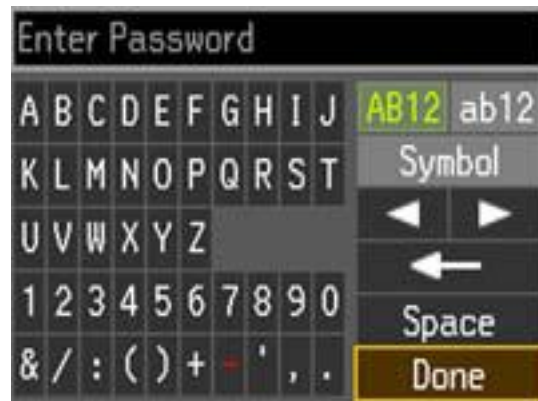 Enter Password
A B C D E F G H I J AB12 ab12
K L M N O P Q R S T Symbol
U V W X Y Z
1 2 3 4 5 6 7 8 9 0 Space
& / : ( ) + - ' , . Done